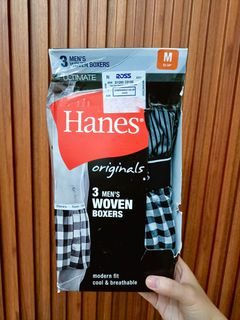 3 MEN'S
WOVEN BOXERS
M
ULTIMATE
ROSS
Hanes
originals
3 MEN'S
WOVEN
BOXERS
modern fit
cool & breathable